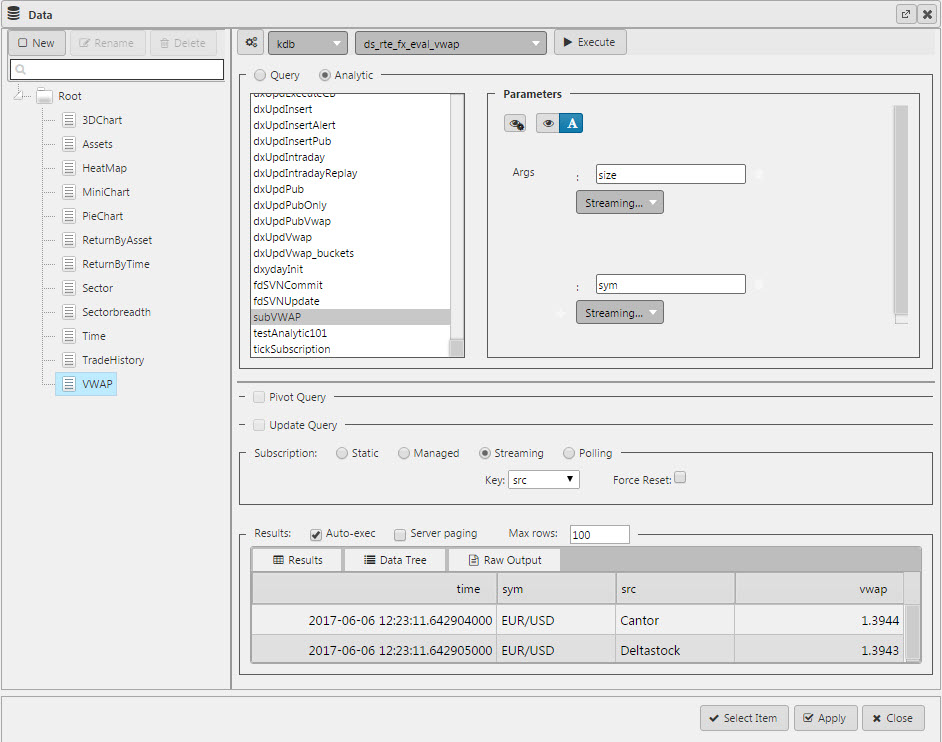 Data
New Rename Delete
Root
3DChart
Assets
HeatMap
MiniChart
PieChart
ReturnByAsset
ReturnByTime
Sector
Sectorbreadth
Time
TradeHistory
VWAP
kdb ds_rte_fx_eval_vwap Execute
Query Analytic
dxUpdInsert
dxUpdInsertAlert
dxUpdInsertPub
dxUpdIntraday
dxUpdIntradayReplay
dxUpdPub
dxUpdPubOnly
dxUpdPubVwap
dxUpdVwap
dxUpdVwap_buckets
dxydayInit
fdSVNCommit
fdSVNUpdate
subVWAP
testAnalytic101
tickSubscription
Parameters
A
Args : size
Streaming...
: sym
Streaming...
Pivot Query
Update Query
Subscription: Static Managed Streaming Polling
Key: src Force Reset:
Results: Auto-exec Server paging Max rows: 100
Results Data Tree Raw Output
time sym src vwap
2017-06-06 12:23:11.642904000 EUR/USD Cantor 1.3944
2017-06-06 12:23:11.642905000 EUR/USD Deltastock 1.3943
Select Item Apply Close